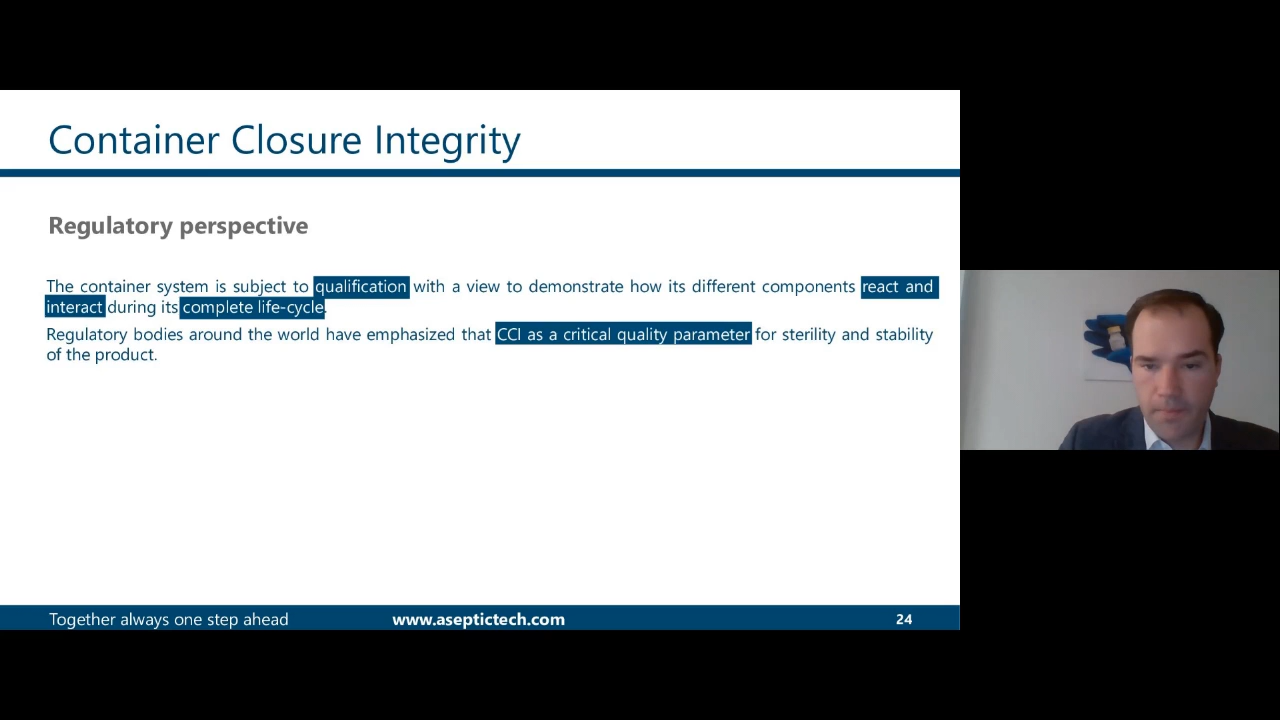 Container Closure Integrity
Regulatory perspective
The container system is subject to qualification with a view to demonstrate how its different components react and
interact during its complete life-cycle.
Regulatory bodies around the world have emphasized that CCI as a critical quality parameter for sterility and stability
of the product.
Together always one step ahead www.aseptictech.com 24